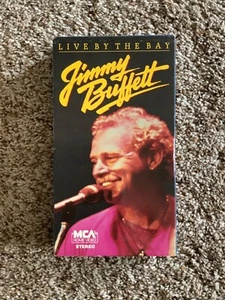 LIVE BY THE BAY
Jimmy
Buffett
MCA
HOME VIDEO
STEREO